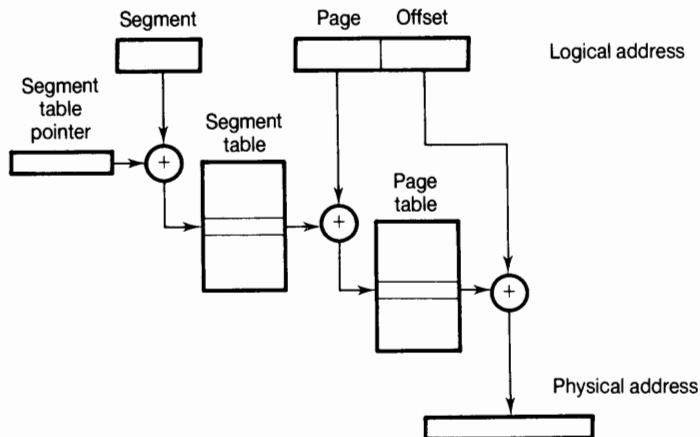 Segment
Page
Offset
Logical address
Segment
table
pointer
Segment
table
+
Page
table
+
+
Physical address